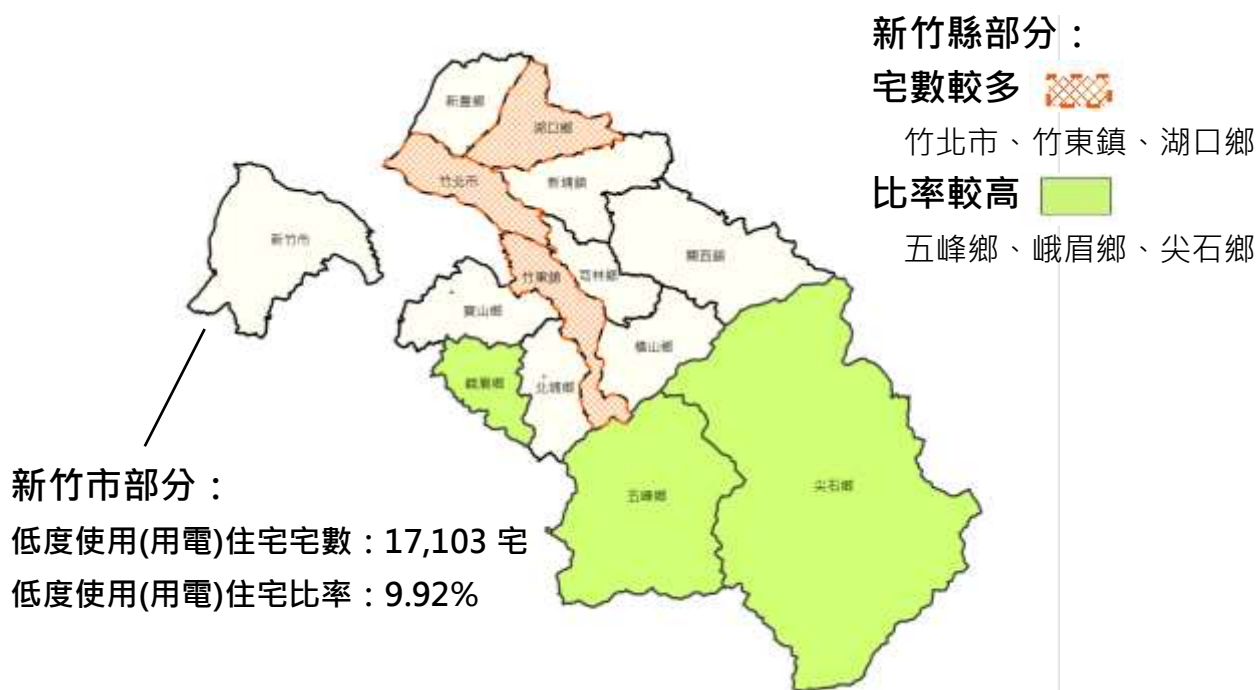 新竹縣部分：
宅數較多
竹北市、竹東鎮、湖口鄉
比率較高
五峰鄉、峨眉鄉、尖石鄉
新豐鄉
湖口鄉
竹北市
新埔鎮
新竹市
關西鎮
竹東鎮
芎林鄉
寶山鄉
橫山鄉
峨眉鄉
北埔鄉
五峰鄉
尖石鄉
新竹市部分：
低度使用(用電)住宅宅數：17,103 宅
低度使用(用電)住宅比率：9.92%